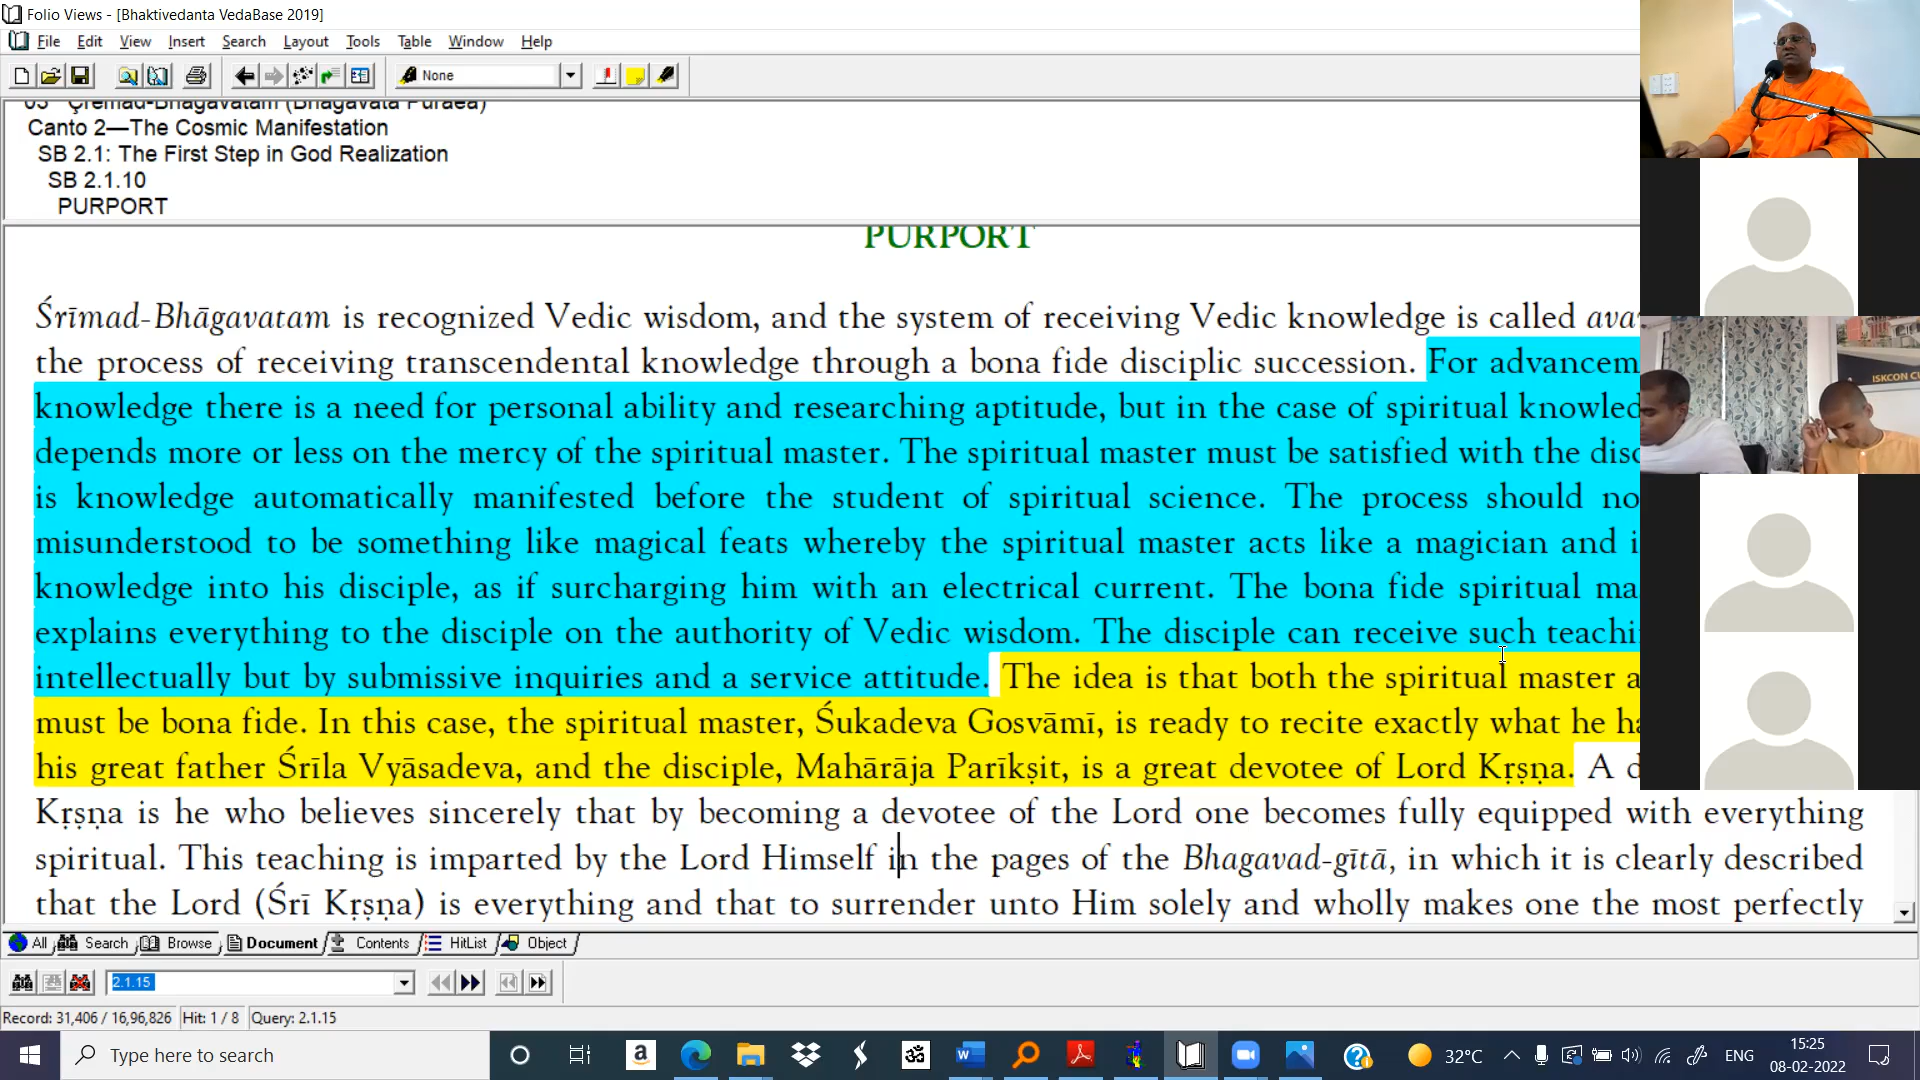 Folio Views - [Bhaktivedanta VedaBase 2019]
File Edit View Insert Search Layout Tools Table Window Help
None
03 Çrémad-Bhägavatam (Bhägavata Puräëa)
Canto 2—The Cosmic Manifestation
SB 2.1: The First Step in God Realization
SB 2.1.10
PURPORT
PURPORT
Śrīmad-Bhāgavatam is recognized Vedic wisdom, and the system of receiving Vedic knowledge is called
the process of receiving transcendental knowledge through a bona fide disciplic succession. For advancem
knowledge there is a need for personal ability and researching aptitude, but in the case of spiritual knowled
depends more or less on the mercy of the spiritual master. The spiritual master must be satisfied with the disc
is knowledge automatically manifested before the student of spiritual science. The process should no
misunderstood to be something like magical feats whereby the spiritual master acts like a magician and i
knowledge into his disciple, as if surcharging him with an electrical current. The bona fide spiritual ma
explains everything to the disciple on the authority of Vedic wisdom. The disciple can receive such teachi
intellectually but by submissive inquiries and a service attitude. The idea is that both the spiritual master a
must be bona fide. In this case, the spiritual master, Śukadeva Gosvāmī, is ready to recite exactly what he ha
his great father Śrīla Vyāsadeva, and the disciple, Mahārāja Parīkṣit, is a great devotee of Lord Kṛṣṇa. A d
Kṛṣṇa is he who believes sincerely that by becoming a devotee of the Lord one becomes fully equipped with everything
spiritual. This teaching is imparted by the Lord Himself in the pages of the Bhagavad-gītā, in which it is clearly described
that the Lord (Śrī Kṛṣṇa) is everything and that to surrender unto Him solely and wholly makes one the most perfectly
ISKCON
All Search Browse Document Contents HitList Object
2.1.15
Record: 31,406 / 16,96,826 Hit: 1 / 8 Query: 2.1.15
Type here to search
32°C ENG 15:25
08-02-2022